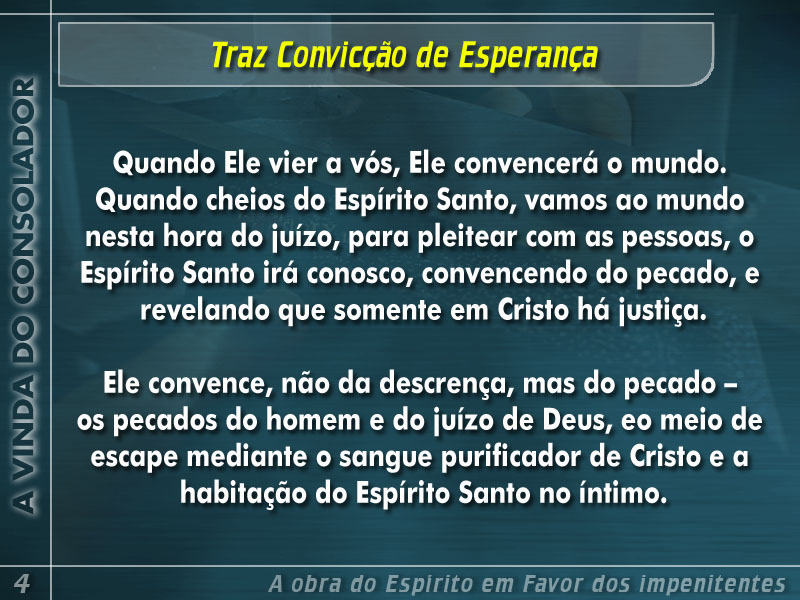 Traz Convicção de Esperança
A VINDA DO CONSOLADOR
Quando Ele vier a vós, Ele convencerá o mundo.
Quando cheios do Espírito Santo, vamos ao mundo
nesta hora do juízo, para pleitear com as pessoas, o
Espírito Santo irá conosco, convencendo do pecado, e
revelando que somente em Cristo há justiça.
Ele convence, não da descrença, mas do pecado –
os pecados do homem e do juízo de Deus, eo meio de
escape mediante o sangue purificador de Cristo e a
habitação do Espírito Santo no íntimo.
4
A obra do Espírito em Favor dos impenitentes